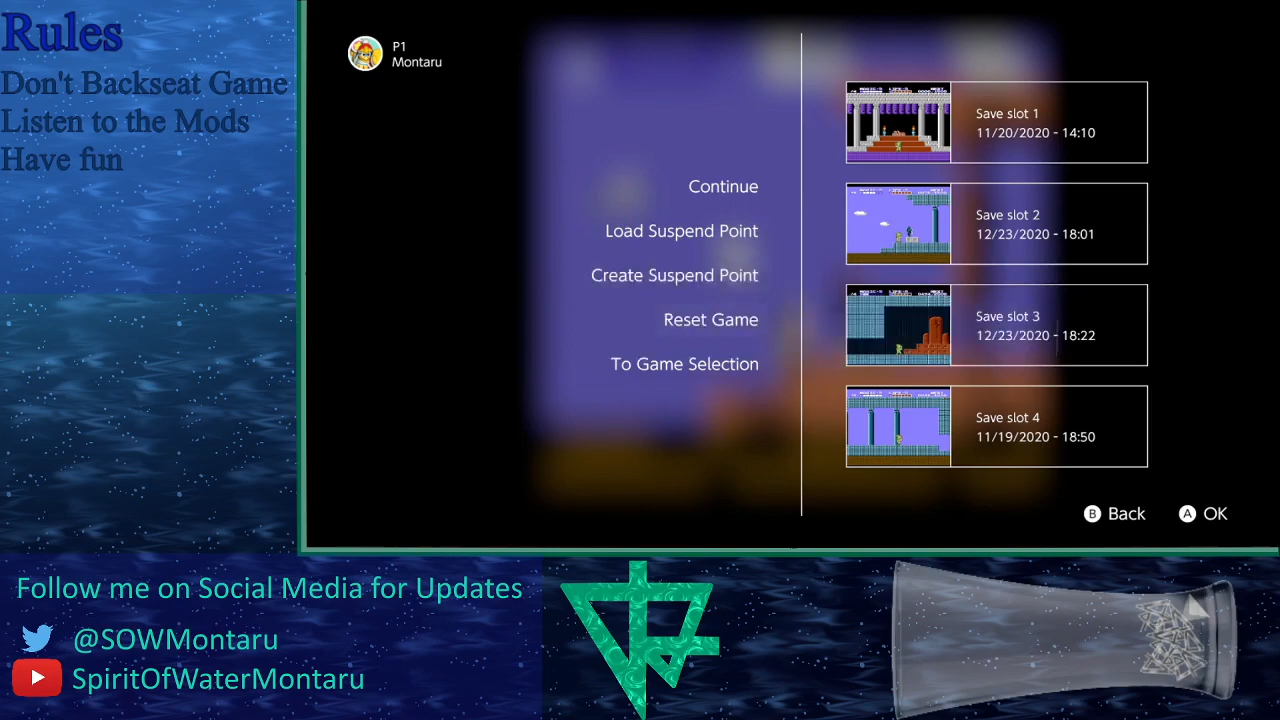 Rules
Don't Backseat Game
Listen to the Mods
Have fun
P1
Montaru
Continue
Load Suspend Point
Create Suspend Point
Reset Game
To Game Selection
Save slot 1
11/20/2020 - 14:10
Save slot 2
12/23/2020 - 18:01
Save slot 3
12/23/2020 - 18:22
Save slot 4
11/19/2020 - 18:50
B Back
A OK
Follow me on Social Media for Updates
@SOWMontaru
SpiritOfWaterMontaru